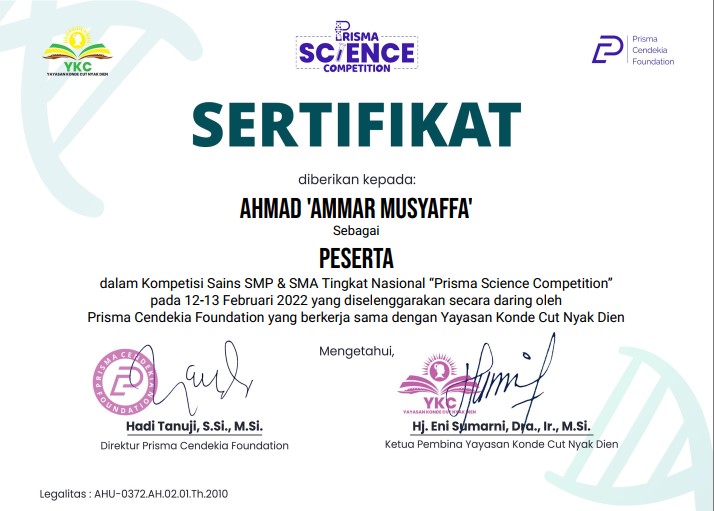 YKC
YAYASAN KONDE CUT NYAK DIEN
PRISMA
SCIENCE
COMPETITION
Prisma
Cendekia
Foundation
SERTIFIKAT
diberikan kepada:
AHMAD 'AMMAR MUSYAFFA'
Sebagai
PESERTA
dalam Kompetisi Sains SMP & SMA Tingkat Nasional “Prisma Science Competition”
pada 12-13 Februari 2022 yang diselenggarakan secara daring oleh
Prisma Cendekia Foundation yang berkerja sama dengan Yayasan Konde Cut Nyak Dien
Mengetahui,
PRISMA CENDEKIA
FOUNDATION
YKC
YAYASAN KONDE CUT NYAK DIEN
Hadi Tanuji, S.Si., M.Si.
Direktur Prisma Cendekia Foundation
Hj. Eni Sumarni, Dra., Ir., M.Si.
Ketua Pembina Yayasan Konde Cut Nyak Dien
Legalitas : AHU-0372.AH.02.01.Th.2010